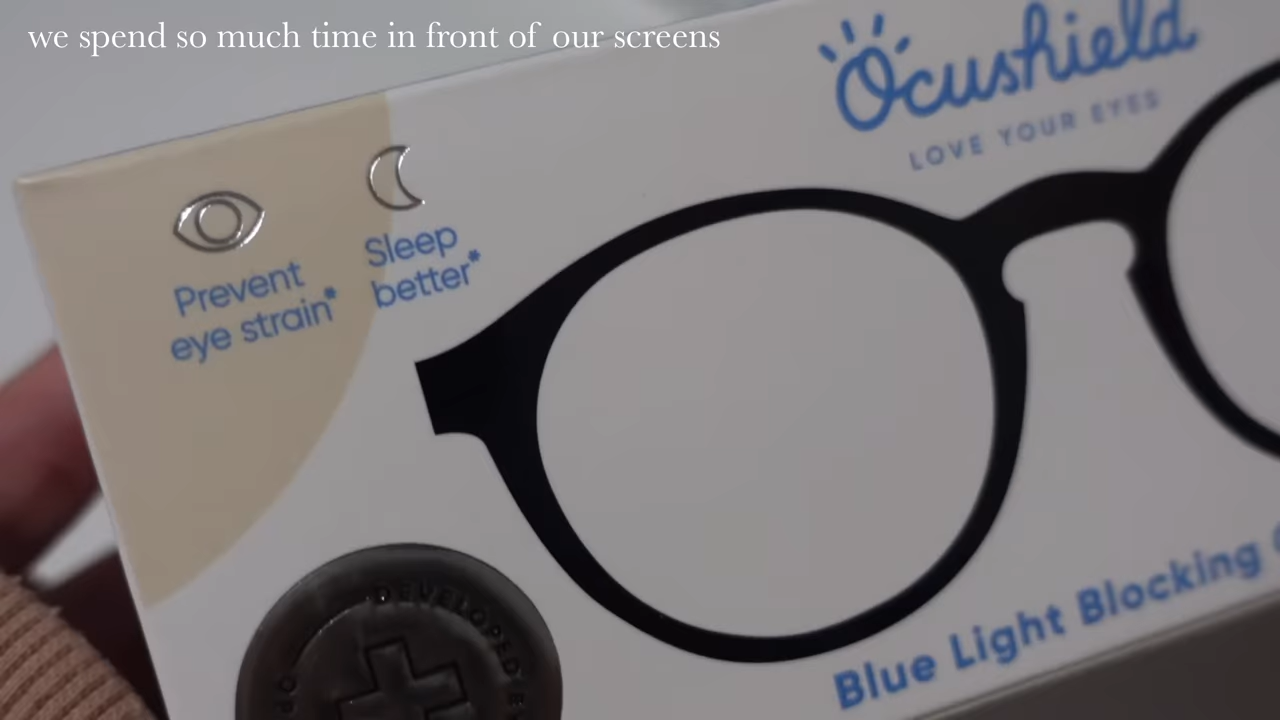 we spend so much time in front of our screens
Ocushield
LOVE YOUR EYES
Prevent
eye strain*
Sleep
better*
DEVELOPED
Blue Light Blocking